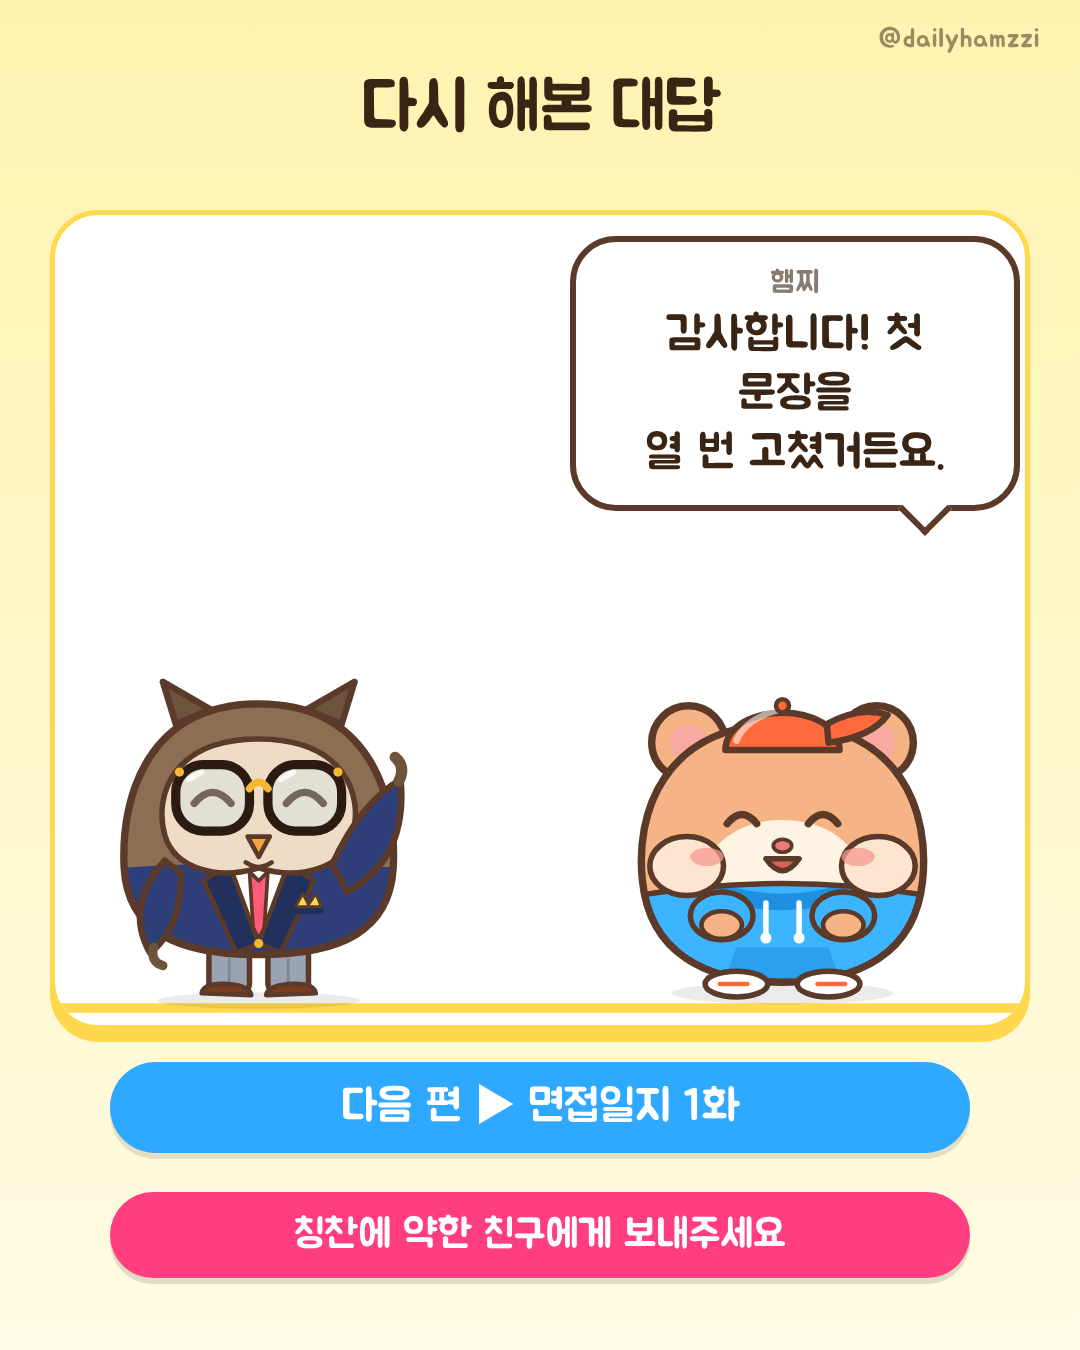 @dailyhamzzi
다시 해본 대답
햄찌
감사합니다! 첫
문장을
열 번 고쳤거든요.
다음 편 ▶ 면접일지 1화
칭찬에 약한 친구에게 보내주세요